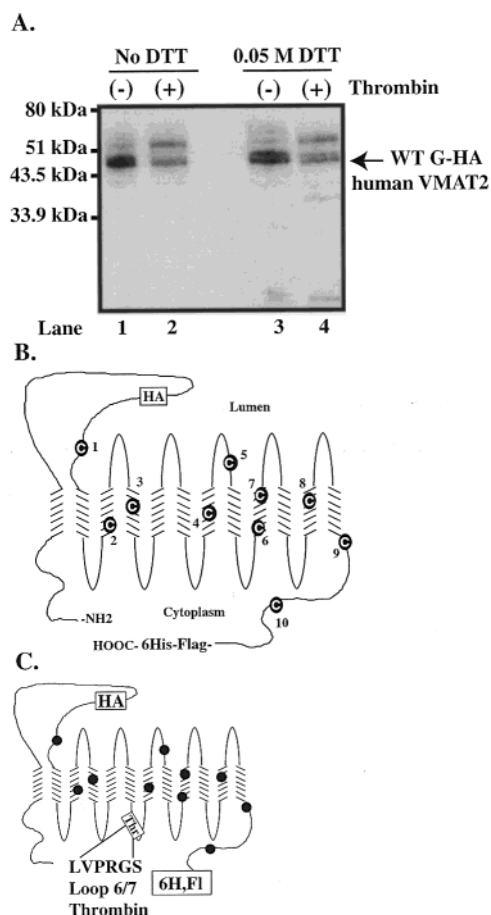 A.
No DTT 0.05 M DTT
(-) (+) (-) (+) Thrombin
80 kDa
51 kDa
43.5 kDa
33.9 kDa
WT G-HA
human VMAT2
Lane 1 2 3 4
B.
HA
Lumen
C 1
C 2
C 3
C 4
C 5
C 6
C 7
C 8
C 9
C 10
-NH2
Cytoplasm
HOOC- 6His-Flag-
C.
HA
Thr
LVPRGS
Loop 6/7
Thrombin
6H,Fl